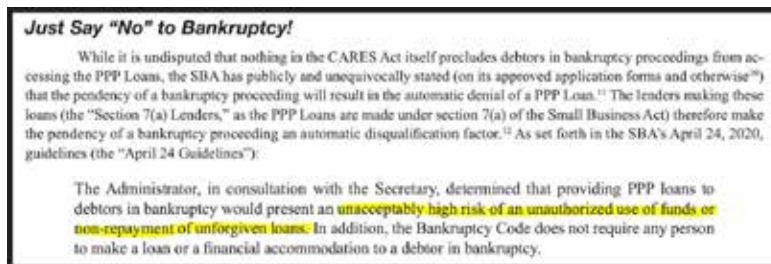 Just Say “No” to Bankruptcy!
While it is undisputed that nothing in the CARES Act itself precludes debtors in bankruptcy proceedings from ac-
cessing the PPP Loans, the SBA has publicly and unequivocally stated (on its approved application forms and otherwise¹⁰)
that the pendency of a bankruptcy proceeding will result in the automatic denial of a PPP Loan.¹¹ The lenders making these
loans (the “Section 7(a) Lenders,” as the PPP Loans are made under section 7(a) of the Small Business Act) therefore make
the pendency of a bankruptcy proceeding an automatic disqualification factor.¹² As set forth in the SBA’s April 24, 2020,
guidelines (the “April 24 Guidelines”):
The Administrator, in consultation with the Secretary, determined that providing PPP loans to
debtors in bankruptcy would present an unacceptably high risk of an unauthorized use of funds or
non-repayment of unforgiven loans. In addition, the Bankruptcy Code does not require any person
to make a loan or a financial accommodation to a debtor in bankruptcy.